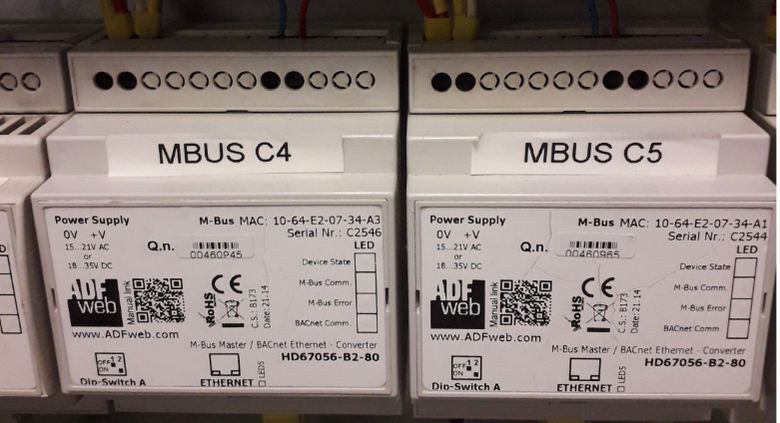 MBUS C4
Power Supply
0V +V
15...21V AC
or
18...35V DC
M-Bus MAC: 10-64-E2-07-34-A3
Serial Nr.: C2546
Q.n.
00460945
LED
Device State
M-Bus Comm.
M-Bus Error
BACnet Comm.
ADF
web
Manual link
RoHS
CE
C.S.: B173
Date: 21.14
www.ADFweb.com
M-Bus Master / BACnet Ethernet - Converter
HD67056-B2-80
OFF 1 2
ON
Dip-Switch A
ETHERNET
LEDS
MBUS C5
Power Supply
0V +V
15...21V AC
or
18...35V DC
M-Bus MAC: 10-64-E2-07-34-A1
Serial Nr.: C2544
Q.n.
00460965
LED
Device State
M-Bus Comm.
M-Bus Error
BACnet Comm.
ADF
web
Manual link
RoHS
CE
C.S.: B173
Date: 21.14
www.ADFweb.com
M-Bus Master / BACnet Ethernet - Converter
HD67056-B2-80
OFF 1 2
ON
Dip-Switch A
ETHERNET
LEDS